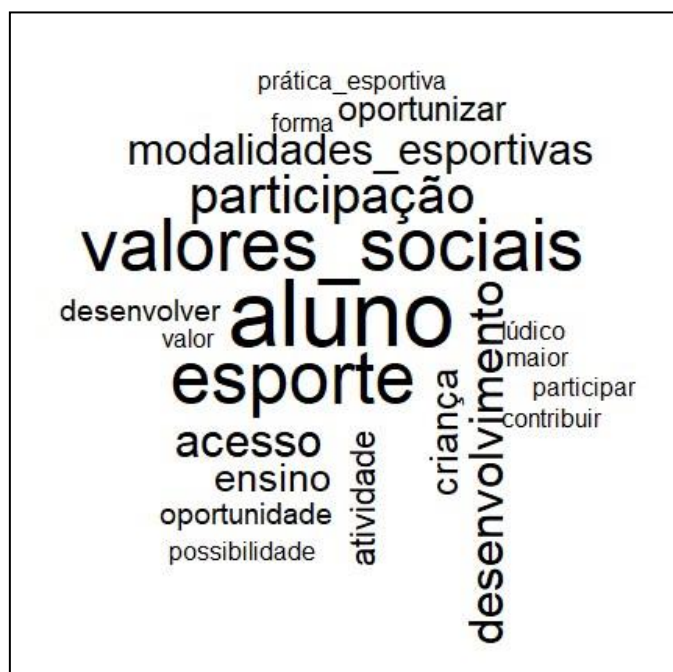 prática_esportiva
forma oportunizar
modalidades_esportivas
participação
valores_sociais
desenvolver aluno
valor
lúdico
maior
esporte
participar
contribuir
criança
desenvolvimento
acesso
ensino
atividade
oportunidade
possibilidade